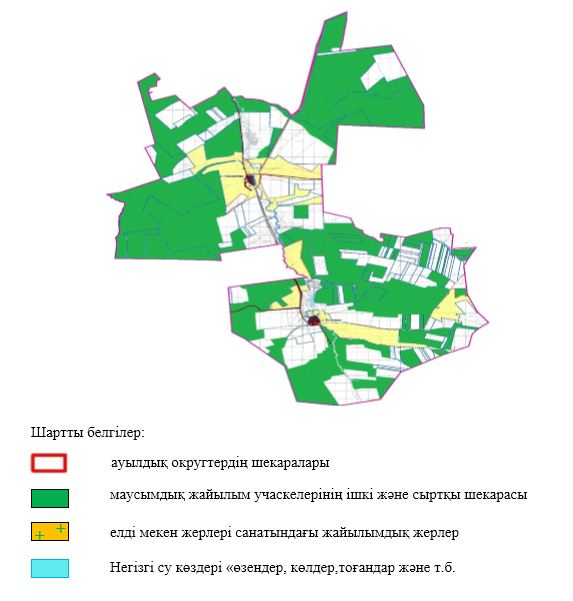 Шартты белгілер:
ауылдық округтердің шекаралары
маусымдық жайылым учаскелерінің ішкі және сыртқы шекарасы
елді мекен жерлері санатындағы жайылымдық жерлер
Негізгі су көздері «өзендер, көлдер,тоғандар және т.б.